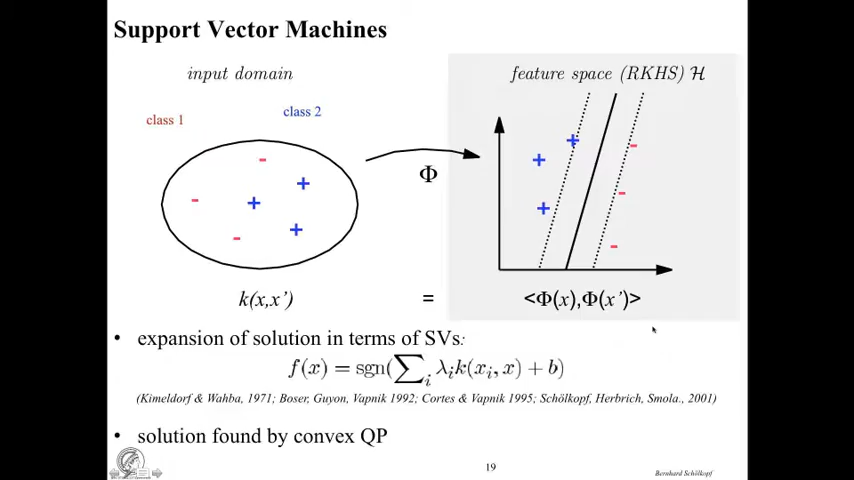 Support Vector Machines
input domain
feature space (RKHS) ℋ
class 1
class 2
Φ
k(x,x')
=
<Φ(x),Φ(x')>
• expansion of solution in terms of SVs:
f(x) = sgn(∑ᵢ λᵢk(xᵢ, x) + b)
(Kimeldorf & Wahba, 1971; Boser, Guyon, Vapnik 1992; Cortes & Vapnik 1995; Schölkopf, Herbrich, Smola., 2001)
• solution found by convex QP
19
Bernhard Schölkopf